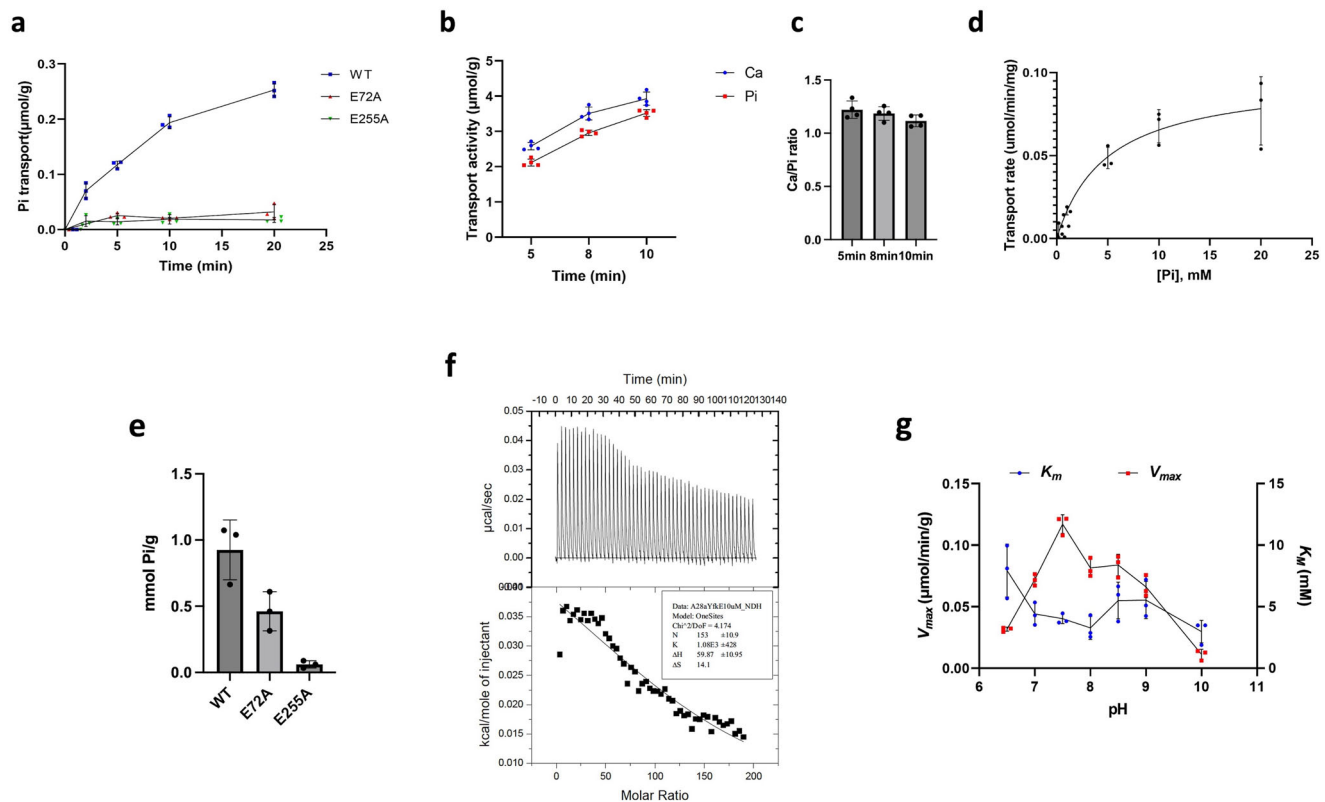 a
Pi transport(μmol/g)
0.3
0.2
0.1
0.0
0 5 10 15 20 25
Time (min)
WT
E72A
E255A
b
Transport activity (μmol/g)
5
4
3
2
1
0
5 8 10
Time (min)
Ca
Pi
c
Ca/Pi ratio
1.5
1.0
0.5
0.0
5min 8min 10min
d
Transport rate (umol/min/mg)
0.10
0.05
0.00
0 5 10 15 20 25
[Pi], mM
e
mmol Pi/g
1.5
1.0
0.5
0.0
WT E72A E255A
f
Time (min)
-10 0 10 20 30 40 50 60 70 80 90 100 110 120 130 140
0.05
0.04
0.03
0.02
0.01
0.00
μcal/sec
0.040
0.035
0.030
0.025
0.020
0.015
0.010
kcal/mole of injectant
Data: A28aYfkE10uM_NDH
Model: OneSites
Chi^2/DoF = 4.174
N 153 ±10.9
K 1.08E3 ±428
ΔH 59.87 ±10.95
ΔS 14.1
0 50 100 150 200
Molar Ratio
g
Km
Vmax
Vmax (μmol/min/g)
0.15
0.10
0.05
0.00
15
10
5
0
KM (mM)
6 7 8 9 10 11
pH